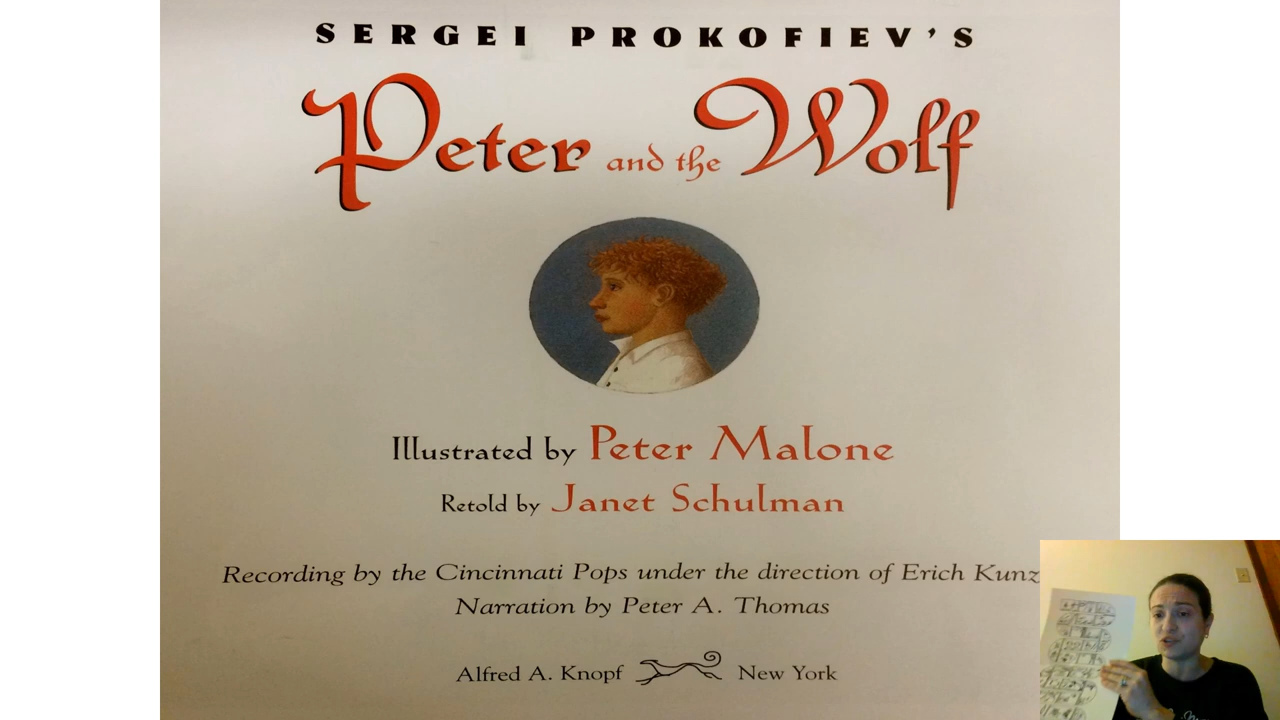 SERGEI PROKOFIEV'S
Peter and the Wolf
Illustrated by Peter Malone
Retold by Janet Schulman
Recording by the Cincinnati Pops under the direction of Erich Kunz
Narration by Peter A. Thomas
Alfred A. Knopf New York